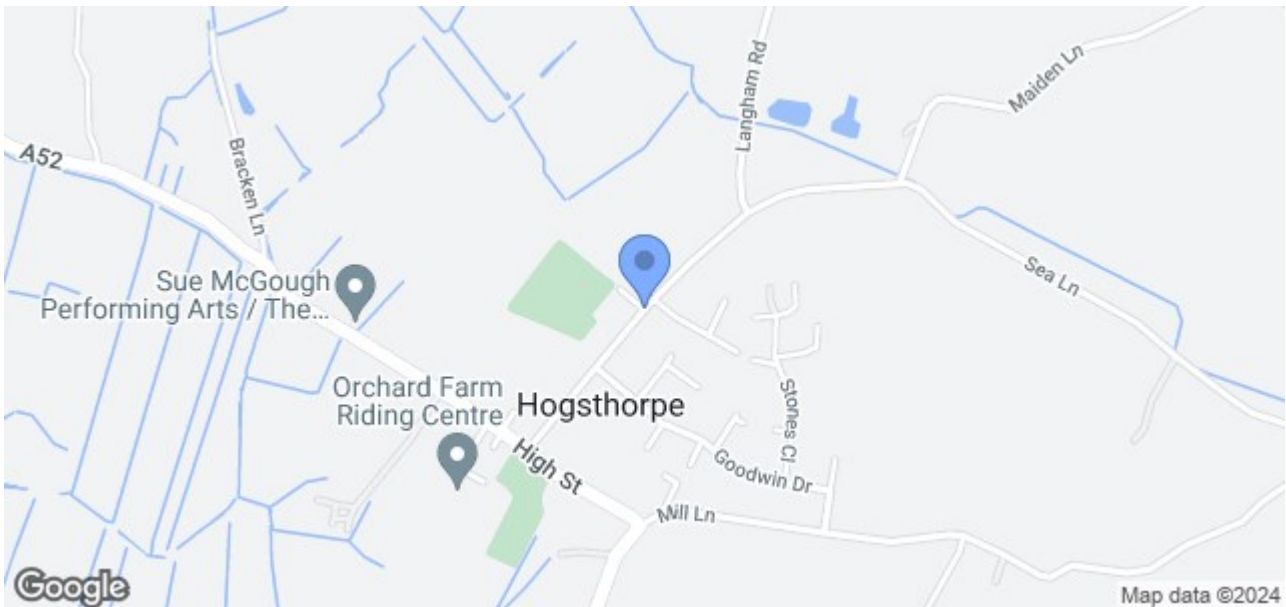 A52
Bracken Ln
Langham Rd
Maiden Ln
Sea Ln
Sue McGough
Performing Arts / The...
Orchard Farm
Riding Centre
Hogsthorpe
High St
Stones Cl
Goodwin Dr
Mill Ln
Google
Map data ©2024